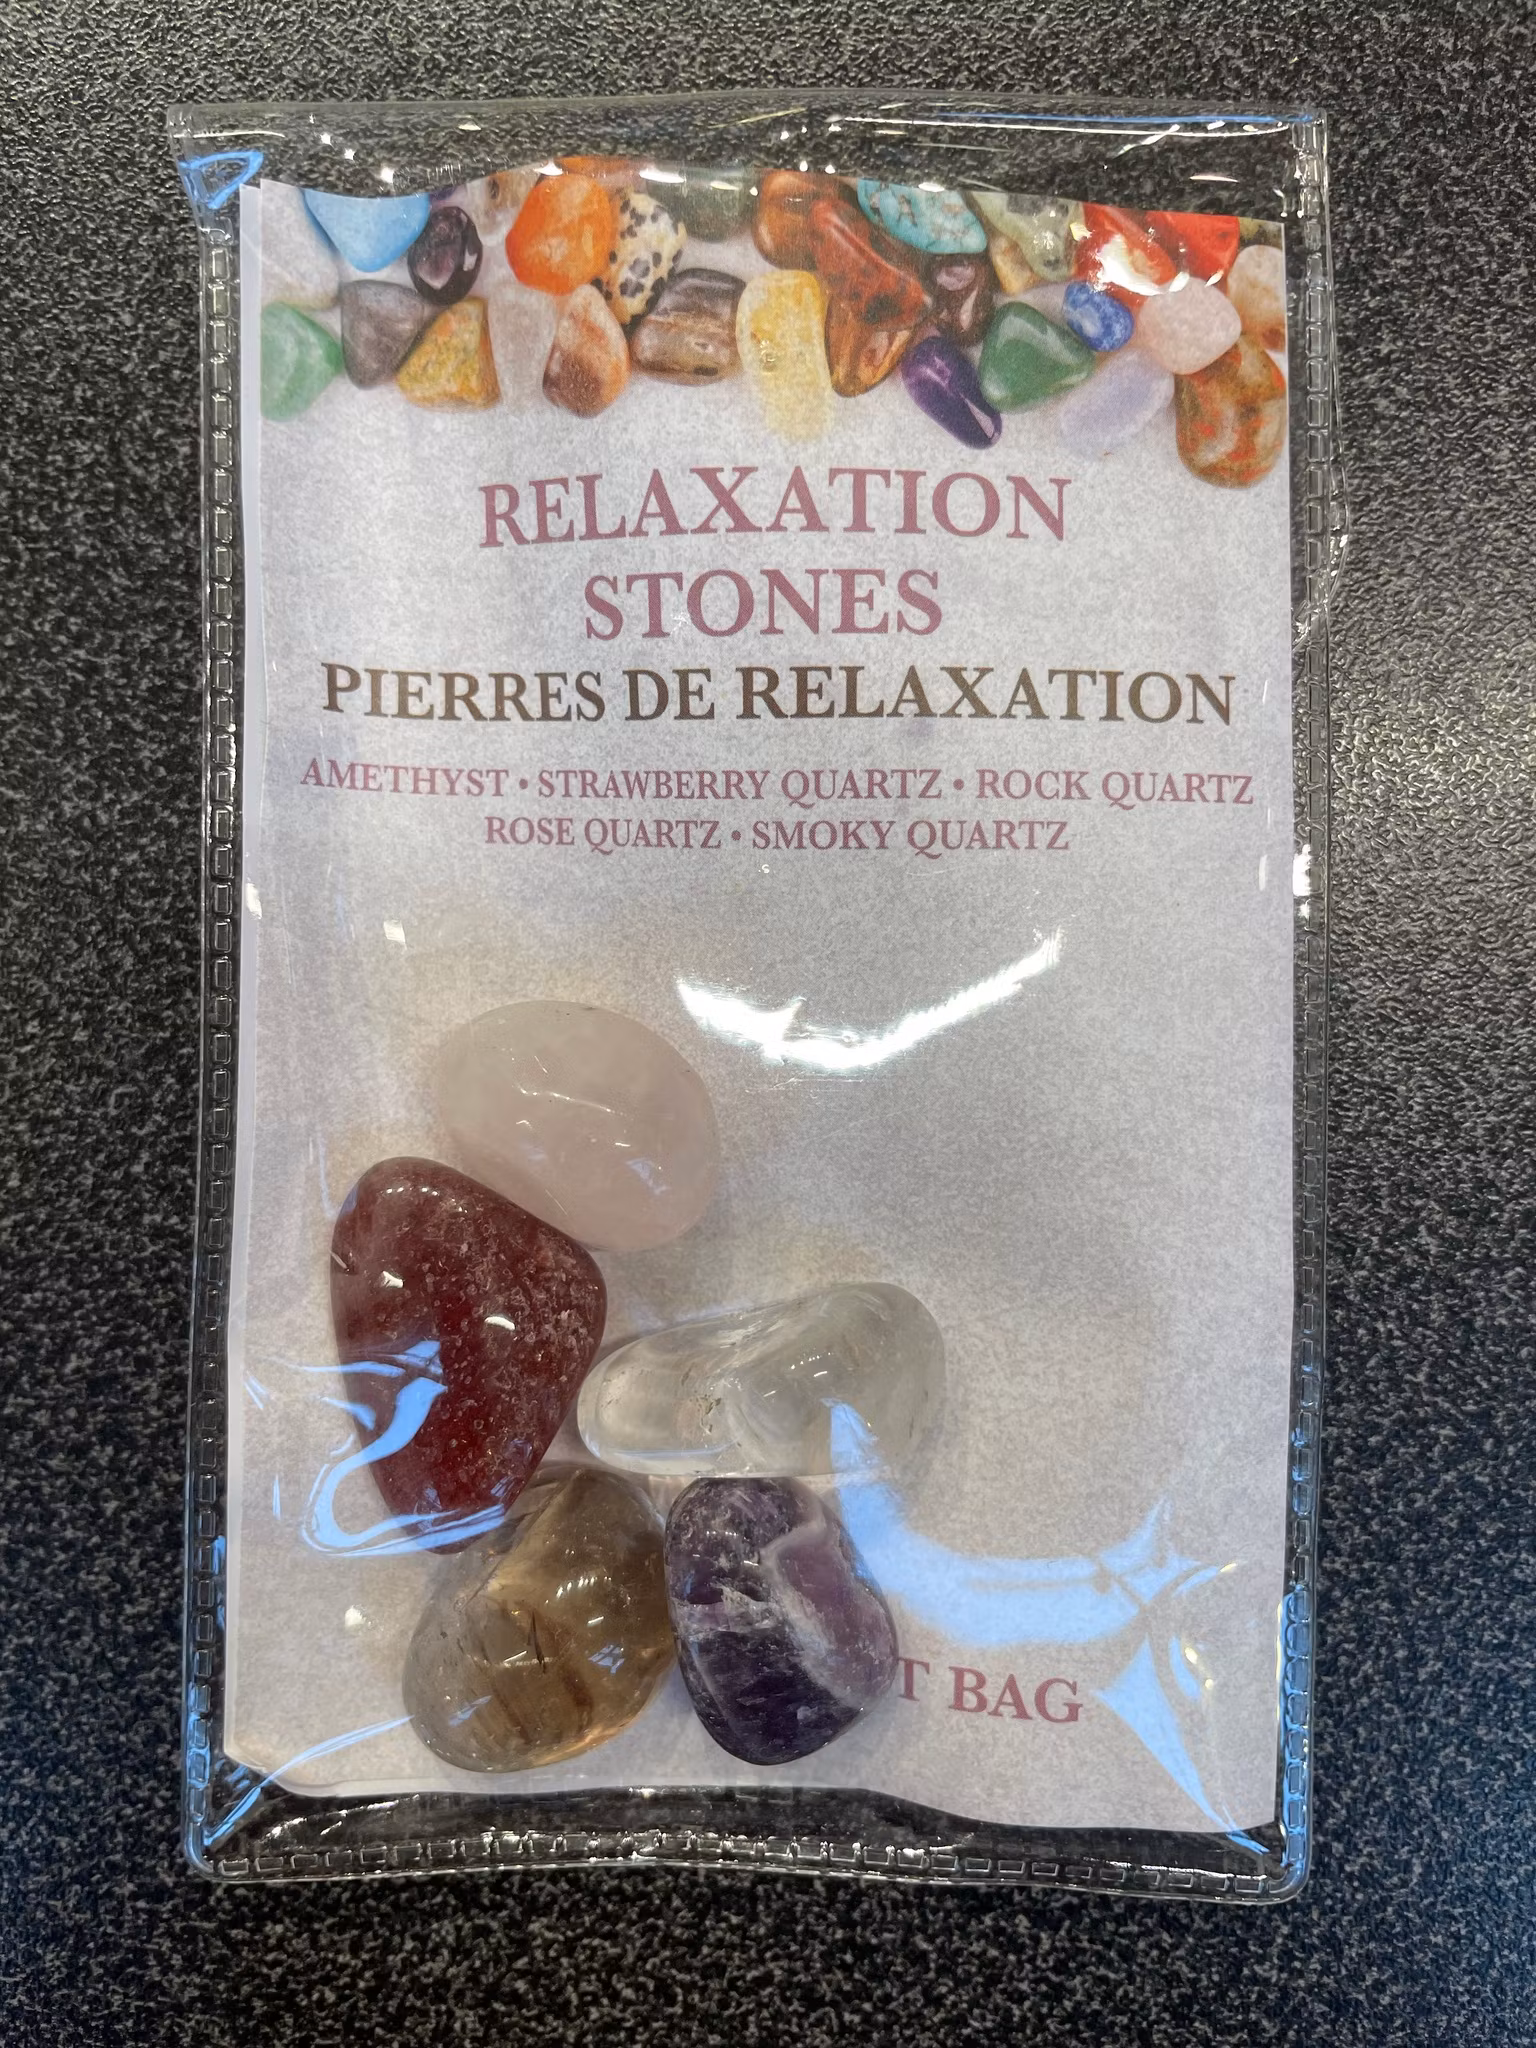 RELAXATION
STONES
PIERRES DE RELAXATION
AMETHYST • STRAWBERRY QUARTZ • ROCK QUARTZ
ROSE QUARTZ • SMOKY QUARTZ
BAG